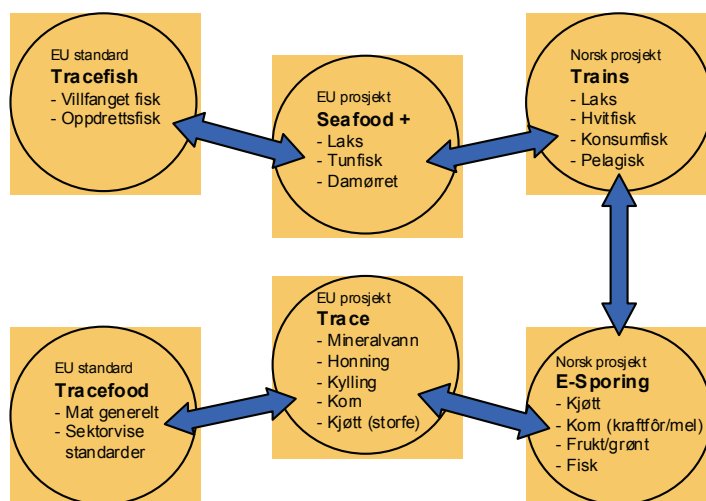 EU standard
Tracefish
- Villfanget fisk
- Oppdrettsfisk
EU prosjekt
Seafood +
- Laks
- Tunfisk
- Damørret
Norsk prosjekt
Trains
- Laks
- Hvitfisk
- Konsumfisk
- Pelagisk
EU standard
Tracefood
- Mat generelt
- Sektorvise
standarder
EU prosjekt
Trace
- Mineralvann
- Honning
- Kylling
- Korn
- Kjøtt (storfe)
Norsk prosjekt
E-Sporing
- Kjøtt
- Korn (kraftfôr/mel)
- Frukt/grønt
- Fisk